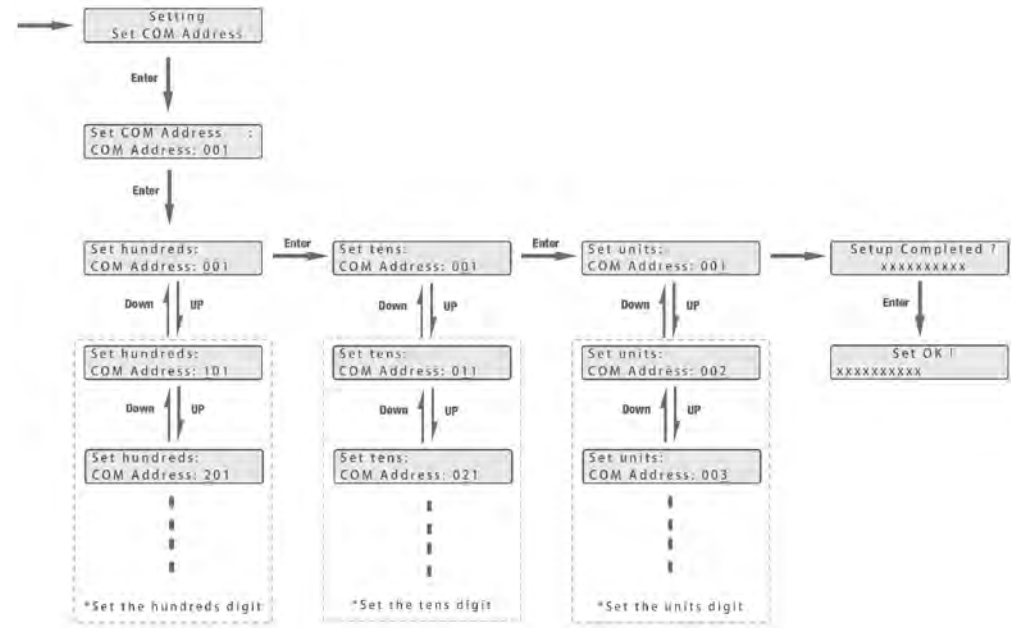 Setting
Set COM Address
Enter
Set COM Address :
COM Address: 001
Enter
Set hundreds:
COM Address: 001
Enter
Set tens:
COM Address: 001
Enter
Set units:
COM Address: 001
Setup Completed ?
xxxxxxxxxx
Down UP
Down UP
Down UP
Enter
Set hundreds:
COM Address: 101
Set tens:
COM Address: 011
Set units:
COM Address: 002
Set OK !
xxxxxxxxxx
Down UP
Down UP
Down UP
Set hundreds:
COM Address: 201
Set tens:
COM Address: 021
Set units:
COM Address: 003
*Set the hundreds digit
*Set the tens digit
*Set the units digit